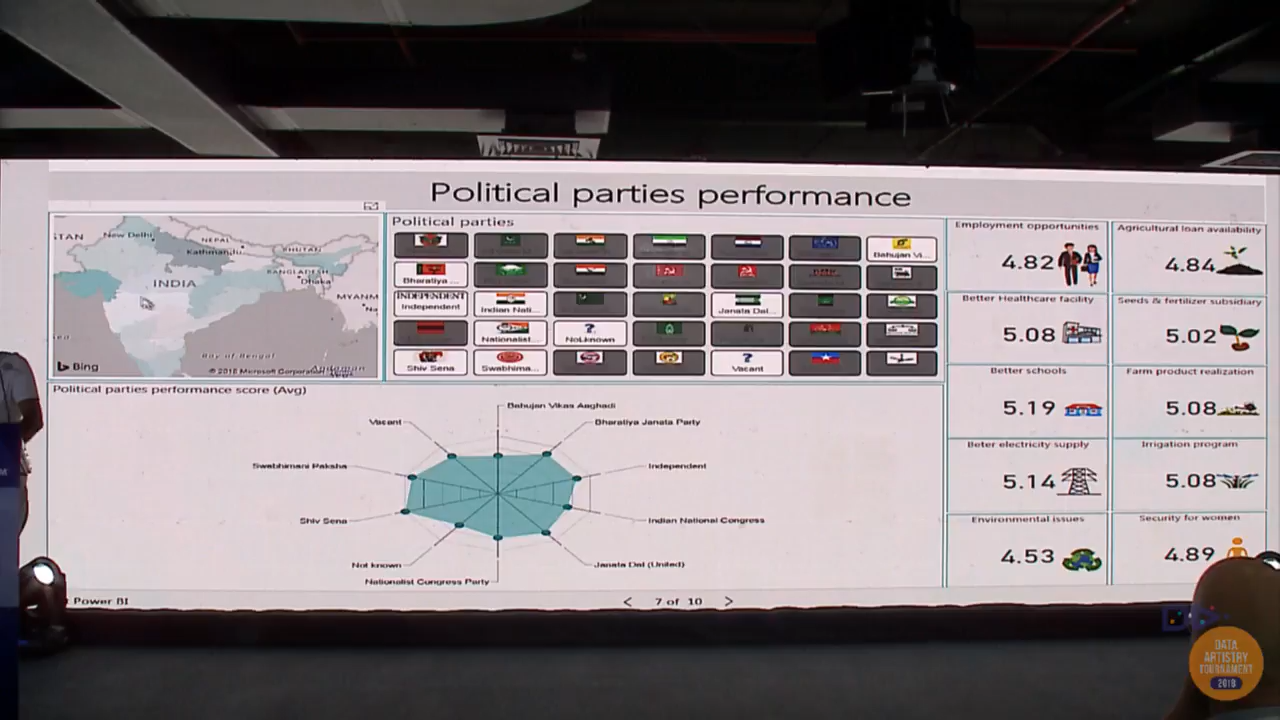 Political parties performance
TAN
New Delhi
NEPAL
Kathmandu
BHUTAN
BANGLADESH
Dhaka
INDIA
MYANM
Na
Bay of Bengal
Bing
© 2018 Microsoft Corporation
Political parties
Bahujan Vi...
Bharatiya ...
INDEPENDENT
Independent
Indian Nati...
Janata Dal...
Nationalist...
Not known
Shiv Sena
Swabhima...
Vacant
Political parties performance score (Avg)
Bahujan Vikas Aaghadi
Vacant
Bharatiya Janata Party
Swabhimani Paksha
Independent
Shiv Sena
Indian National Congress
Not known
Janata Dal (United)
Nationalist Congress Party
Employment opportunities
4.82
Agricultural loan availability
4.84
Better Healthcare facility
5.08
Seeds & fertilizer subsidiary
5.02
Better schools
5.19
Farm product realization
5.08
Beter electricity supply
5.14
Irrigation program
5.08
Environmental issues
4.53
Security for women
4.89
Power BI
< 7 of 10 >
DATA
ARTISTRY
TOURNAMENT
2018